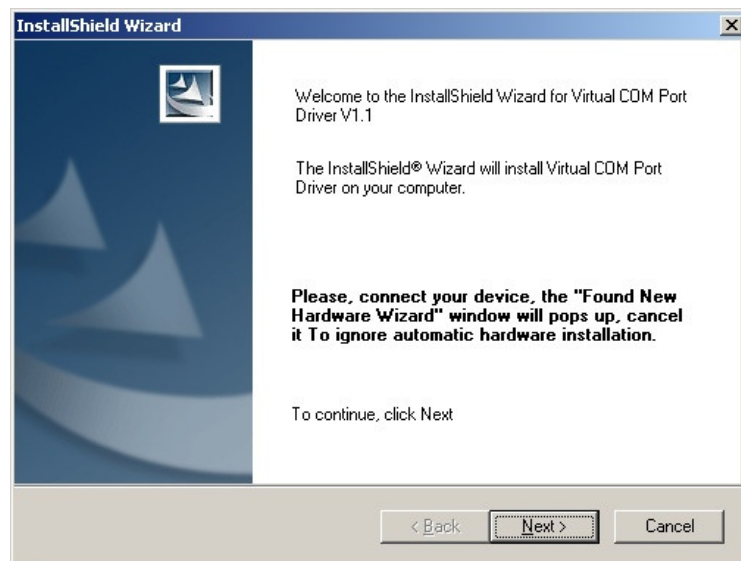 InstallShield Wizard
Welcome to the InstallShield Wizard for Virtual COM Port
Driver V1.1
The InstallShield® Wizard will install Virtual COM Port
Driver on your computer.
Please, connect your device, the "Found New
Hardware Wizard" window will pops up, cancel
it To ignore automatic hardware installation.
To continue, click Next
< Back
Next >
Cancel